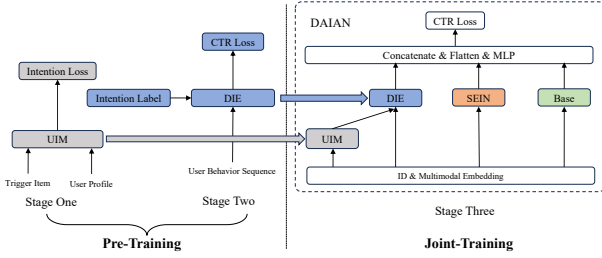 CTR Loss
Intention Loss
Intention Label
DIE
UIM
Trigger Item
User Profile
User Behavior Sequence
Stage One
Stage Two
Pre-Training
DAIAN
CTR Loss
Concatenate & Flatten & MLP
DIE
SEIN
Base
UIM
ID & Multimodal Embedding
Stage Three
Joint-Training